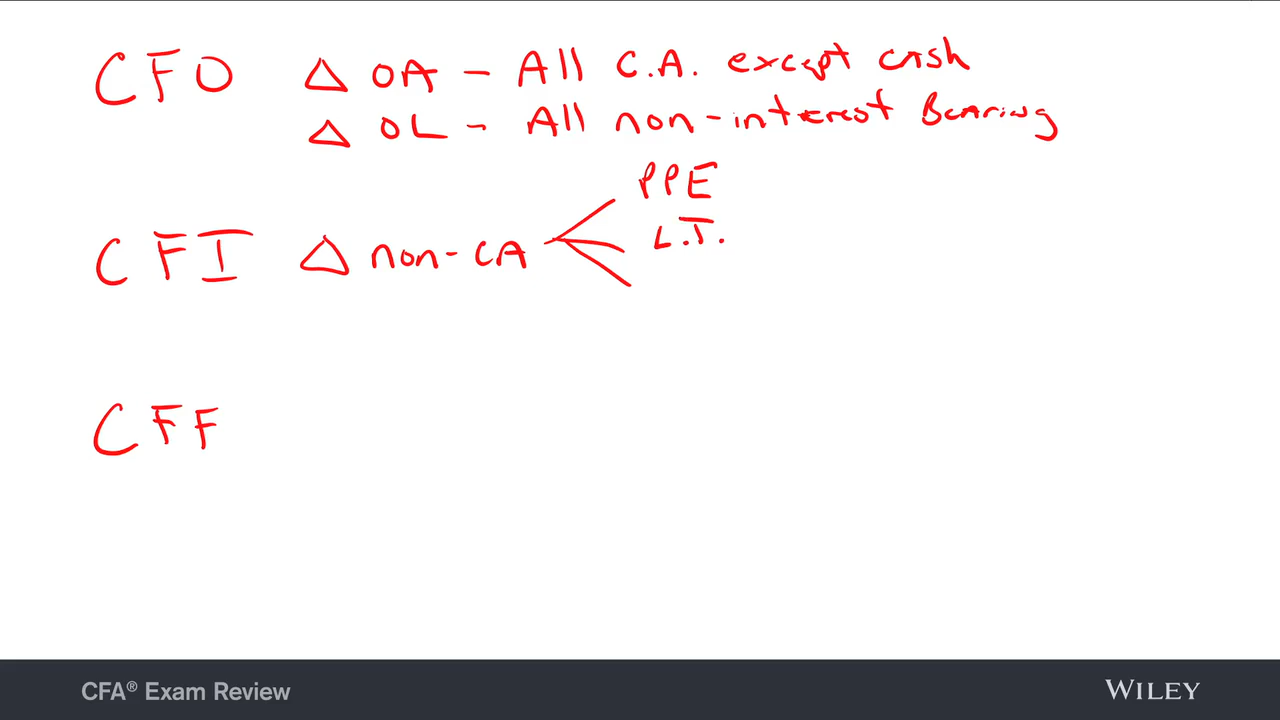 CFO Δ OA - All C.A. except cash
Δ OL - All non-interest Bearing
PPE
L.T.
CFI Δ non-CA
CFF
CFA® Exam Review
WILEY